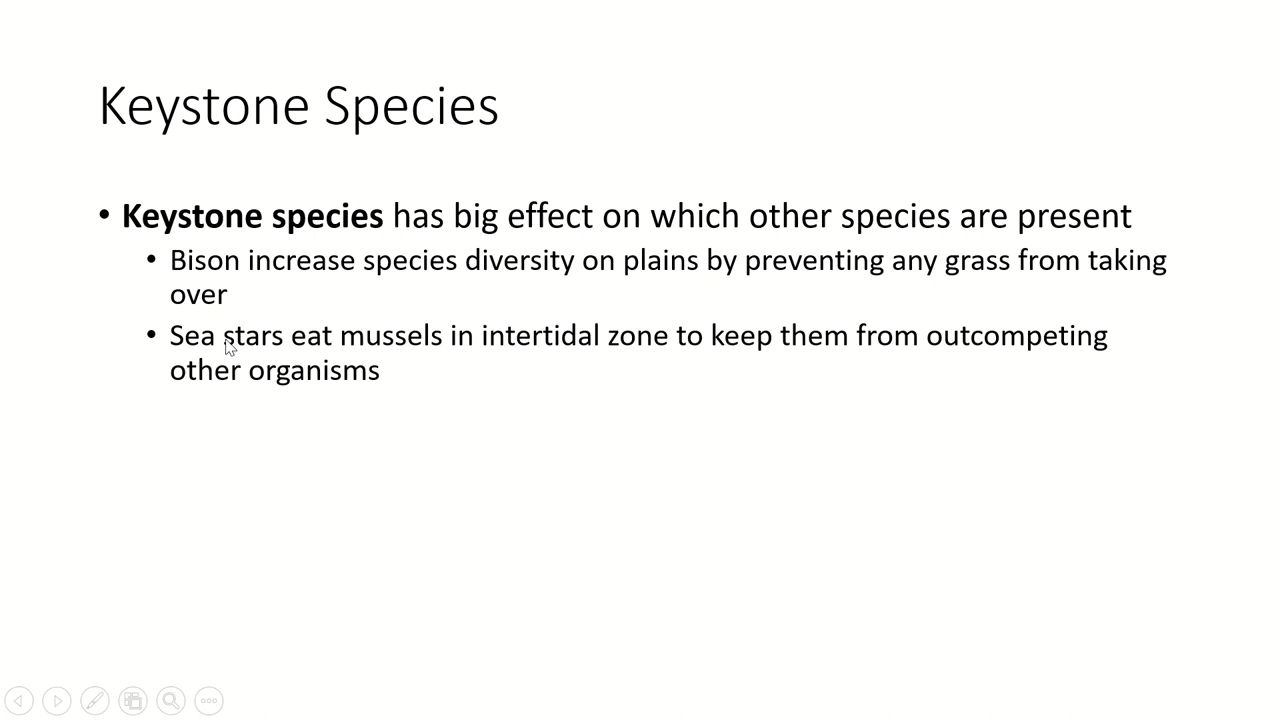 Keystone Species
• Keystone species has big effect on which other species are present
• Bison increase species diversity on plains by preventing any grass from taking
over
• Sea stars eat mussels in intertidal zone to keep them from outcompeting
other organisms